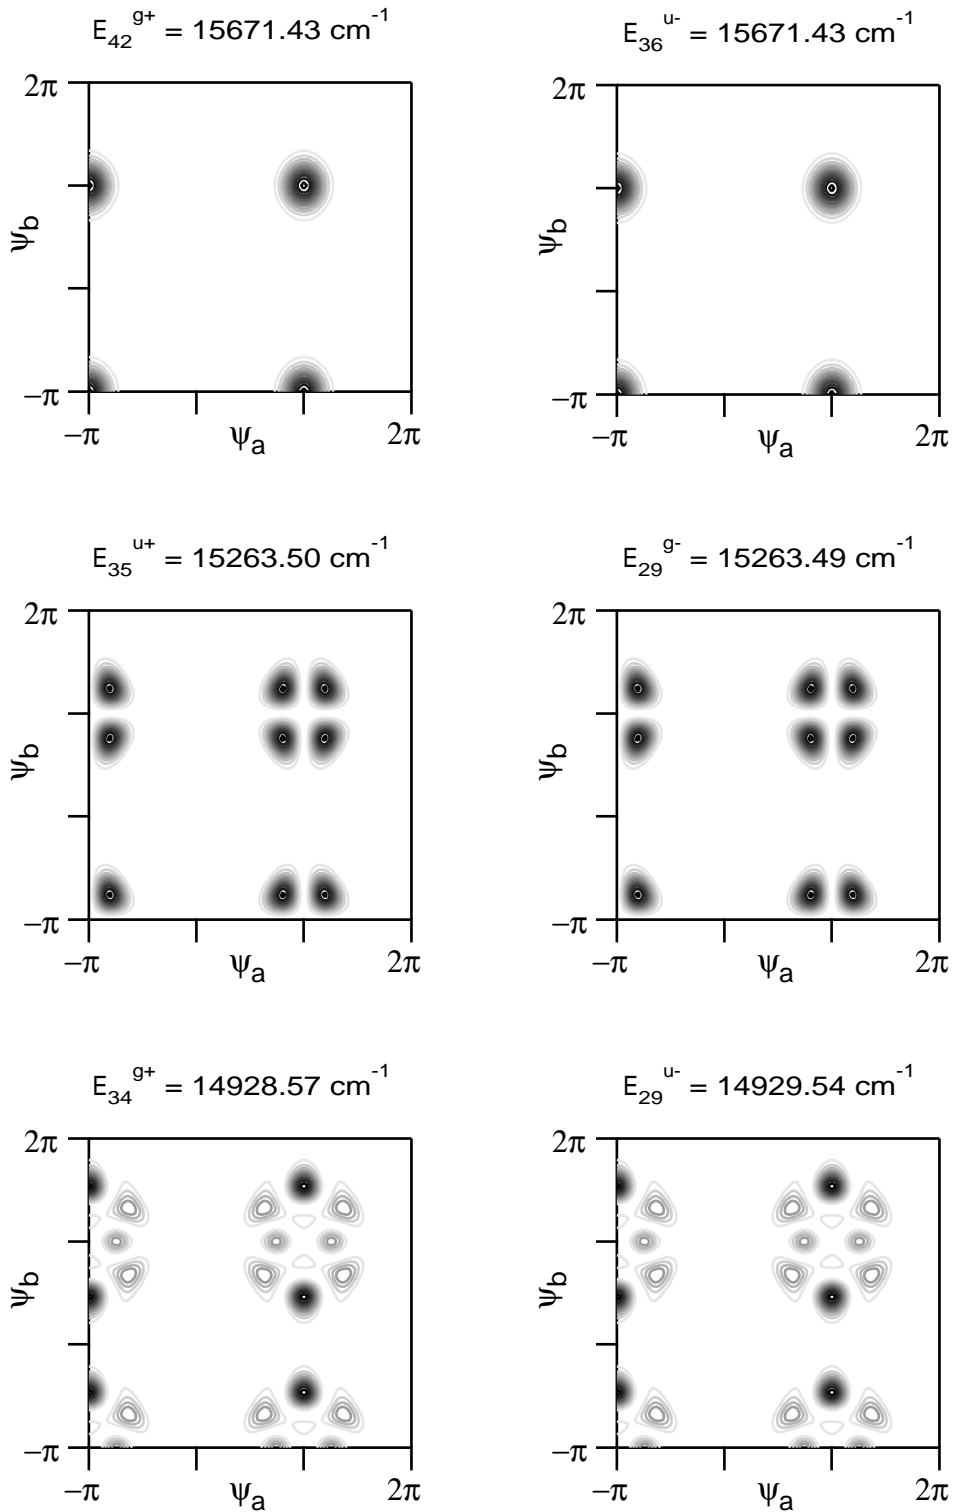 E₄₂ᵍ⁺ = 15671.43 cm⁻¹
E₃₆ᵘ⁻ = 15671.43 cm⁻¹
2π
ψb
−π
−π ψa 2π
2π
ψb
−π
−π ψa 2π
E₃₅ᵘ⁺ = 15263.50 cm⁻¹
E₂₉ᵍ⁻ = 15263.49 cm⁻¹
2π
ψb
−π
−π ψa 2π
2π
ψb
−π
−π ψa 2π
E₃₄ᵍ⁺ = 14928.57 cm⁻¹
E₂₉ᵘ⁻ = 14929.54 cm⁻¹
2π
ψb
−π
−π ψa 2π
2π
ψb
−π
−π ψa 2π